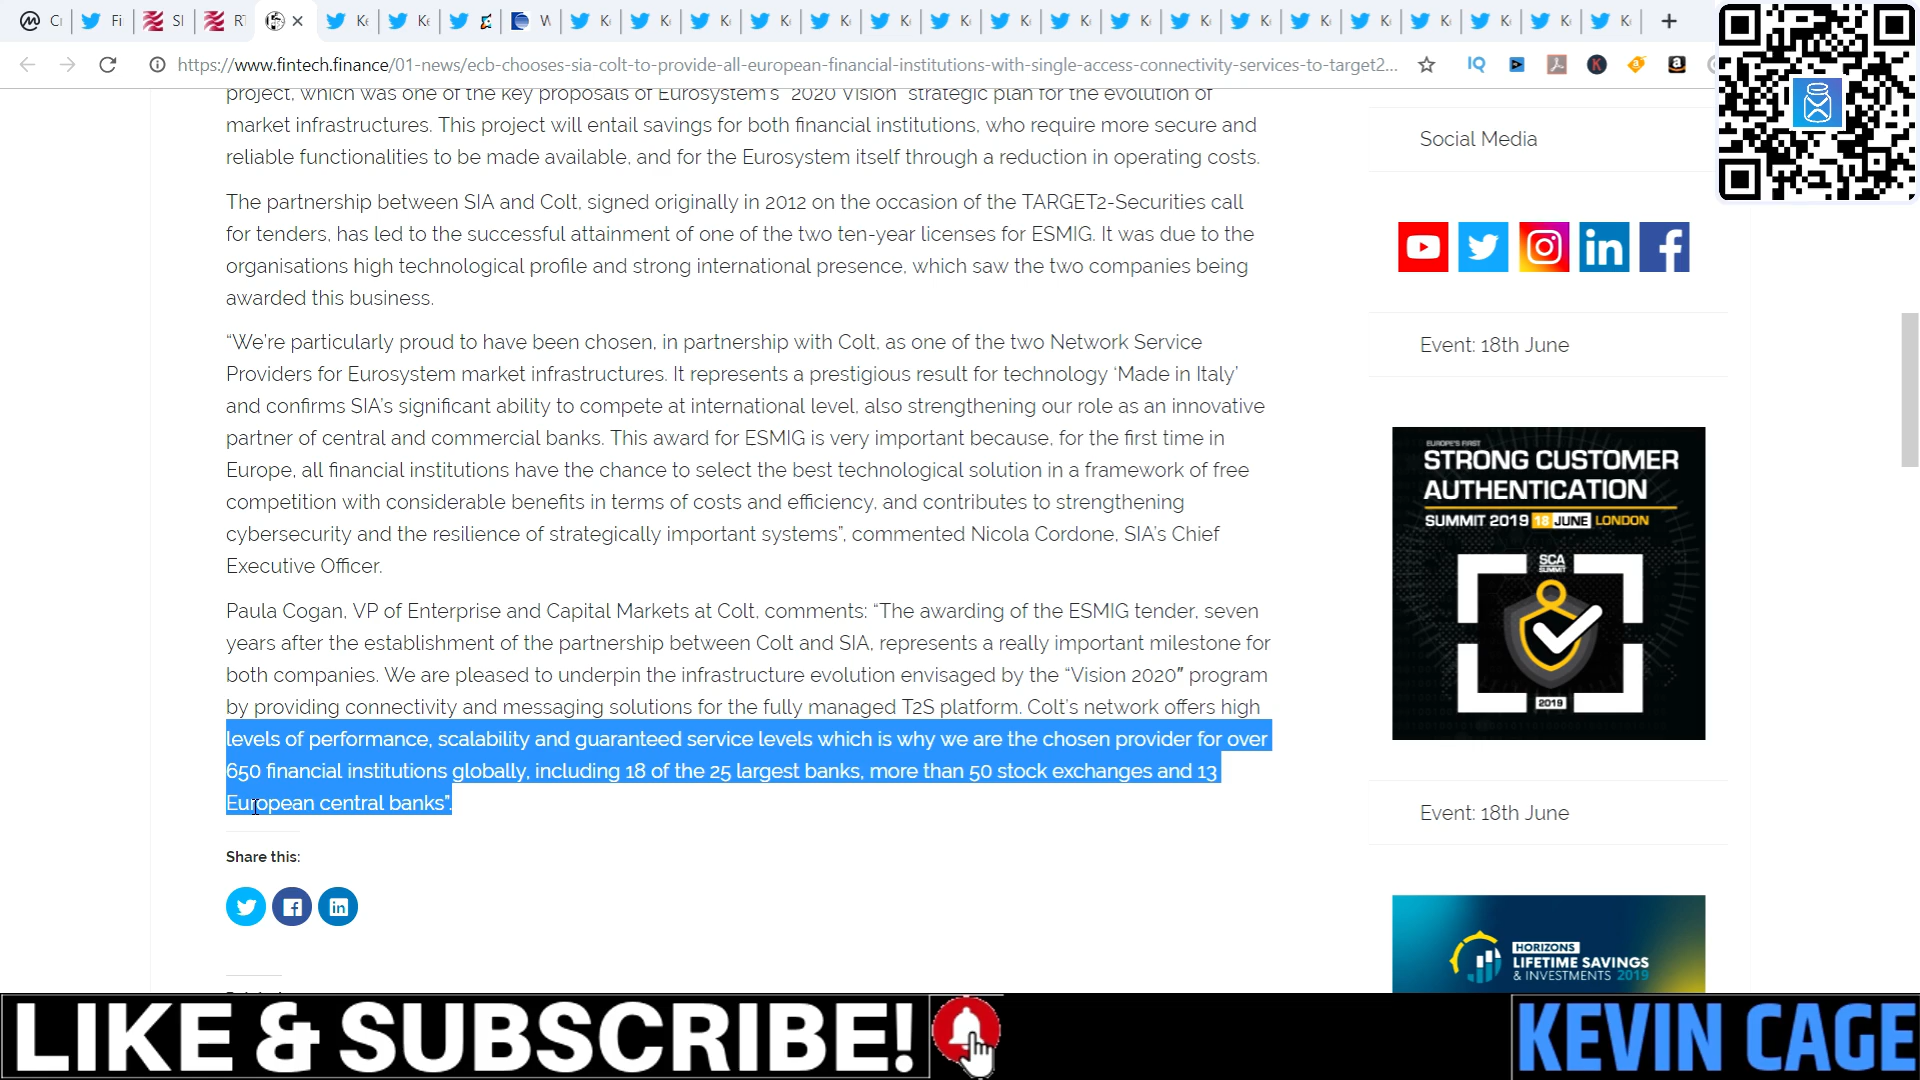 Cr
Fi
SI
RT
Ke
Ke
W
https://www.fintech.finance/01-news/ecb-chooses-sia-colt-to-provide-all-european-financial-institutions-with-single-access-connectivity-services-to-target2...
IQ
project, which was one of the key proposals of Eurosystem's "2020 Vision" strategic plan for the evolution of
market infrastructures. This project will entail savings for both financial institutions, who require more secure and
reliable functionalities to be made available, and for the Eurosystem itself through a reduction in operating costs.
The partnership between SIA and Colt, signed originally in 2012 on the occasion of the TARGET2-Securities call
for tenders, has led to the successful attainment of one of the two ten-year licenses for ESMIG. It was due to the
organisations high technological profile and strong international presence, which saw the two companies being
awarded this business.
“We’re particularly proud to have been chosen, in partnership with Colt, as one of the two Network Service
Providers for Eurosystem market infrastructures. It represents a prestigious result for technology ‘Made in Italy’
and confirms SIA’s significant ability to compete at international level, also strengthening our role as an innovative
partner of central and commercial banks. This award for ESMIG is very important because, for the first time in
Europe, all financial institutions have the chance to select the best technological solution in a framework of free
competition with considerable benefits in terms of costs and efficiency, and contributes to strengthening
cybersecurity and the resilience of strategically important systems”, commented Nicola Cordone, SIA’s Chief
Executive Officer.
Paula Cogan, VP of Enterprise and Capital Markets at Colt, comments: “The awarding of the ESMIG tender, seven
years after the establishment of the partnership between Colt and SIA, represents a really important milestone for
both companies. We are pleased to underpin the infrastructure evolution envisaged by the “Vision 2020″ program
by providing connectivity and messaging solutions for the fully managed T2S platform. Colt’s network offers high
levels of performance, scalability and guaranteed service levels which is why we are the chosen provider for over
650 financial institutions globally, including 18 of the 25 largest banks, more than 50 stock exchanges and 13
European central banks”.
Share this:
Social Media
Event: 18th June
EUROPE'S FIRST
STRONG CUSTOMER
AUTHENTICATION
SUMMIT 2019 18 JUNE LONDON
SCA
SUMMIT
2019
Event: 18th June
HORIZONS
LIFETIME SAVINGS
& INVESTMENTS 2019
LIKE & SUBSCRIBE!
KEVIN CAGE